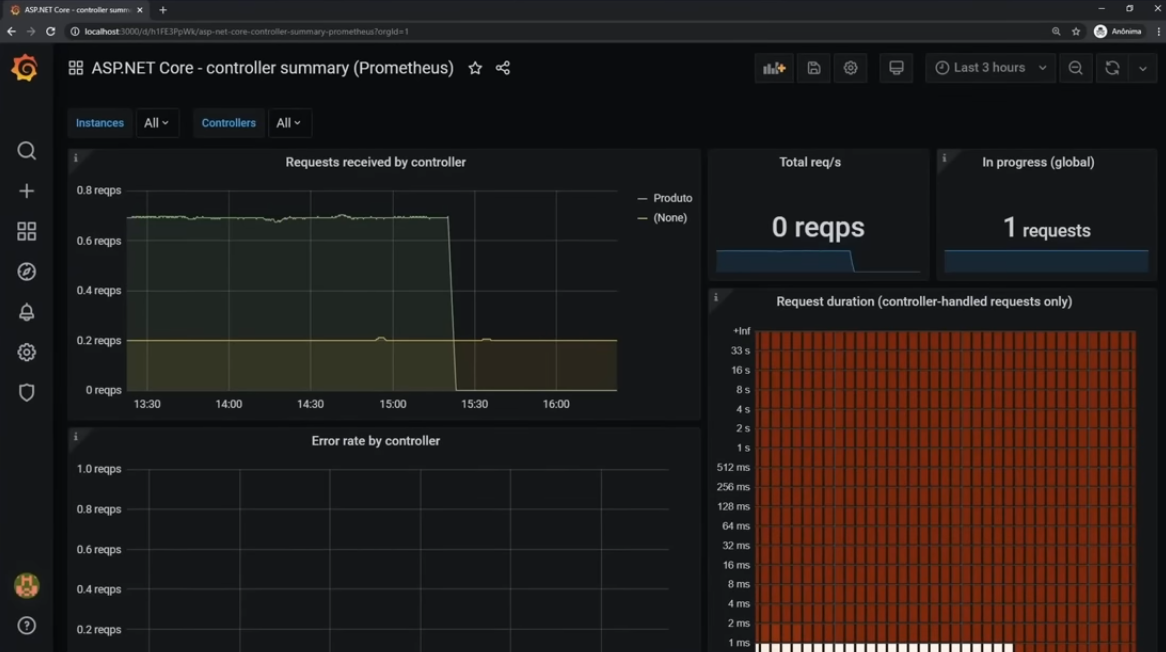 ASP.NET Core - controller summ
localhost:3000/d/h1FE3PpWk/asp-net-core-controller-summary-prometheus?orgId=1
Anônima
ASP.NET Core - controller summary (Prometheus)
Last 3 hours
Instances All Controllers All
Requests received by controller
0.8 reqps
0.6 reqps
0.4 reqps
0.2 reqps
0 reqps
13:30 14:00 14:30 15:00 15:30 16:00
Produto
(None)
Total req/s
0 reqps
In progress (global)
1 requests
Error rate by controller
1.0 reqps
0.8 reqps
0.6 reqps
0.4 reqps
0.2 reqps
Request duration (controller-handled requests only)
+Inf
33 s
16 s
8 s
4 s
2 s
1 s
512 ms
256 ms
128 ms
64 ms
32 ms
16 ms
8 ms
4 ms
2 ms
1 ms